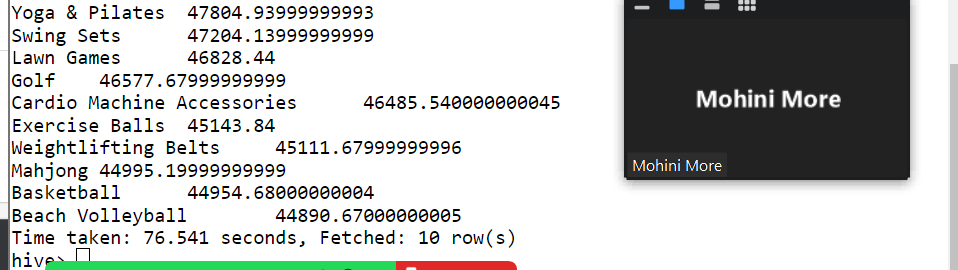 Yoga & Pilates  47804.93999999993
Swing Sets      47204.13999999999
Lawn Games      46828.44
Golf    46577.67999999999
Cardio Machine Accessories      46485.540000000045
Exercise Balls  45143.84
Weightlifting Belts     45111.67999999996
Mahjong 44995.19999999999
Basketball      44954.68000000004
Beach Volleyball        44890.67000000005
Time taken: 76.541 seconds, Fetched: 10 row(s)
hive>
Mohini More
Mohini More